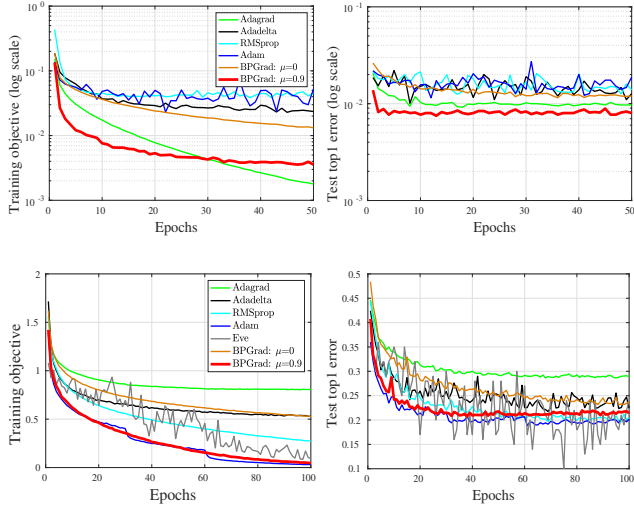 Training objective (log scale)
10^0
10^-1
10^-2
10^-3
0 10 20 30 40 50
Epochs
Adagrad
Adadelta
RMSprop
Adam
BPGrad: μ=0
BPGrad: μ=0.9
Test top1 error (log scale)
10^-1
10^-2
10^-3
0 10 20 30 40 50
Epochs
Training objective
2
1.5
1
0.5
0
0 20 40 60 80 100
Epochs
Adagrad
Adadelta
RMSprop
Adam
Eve
BPGrad: μ=0
BPGrad: μ=0.9
Test top1 error
0.5
0.45
0.4
0.35
0.3
0.25
0.2
0.15
0.1
0 20 40 60 80 100
Epochs